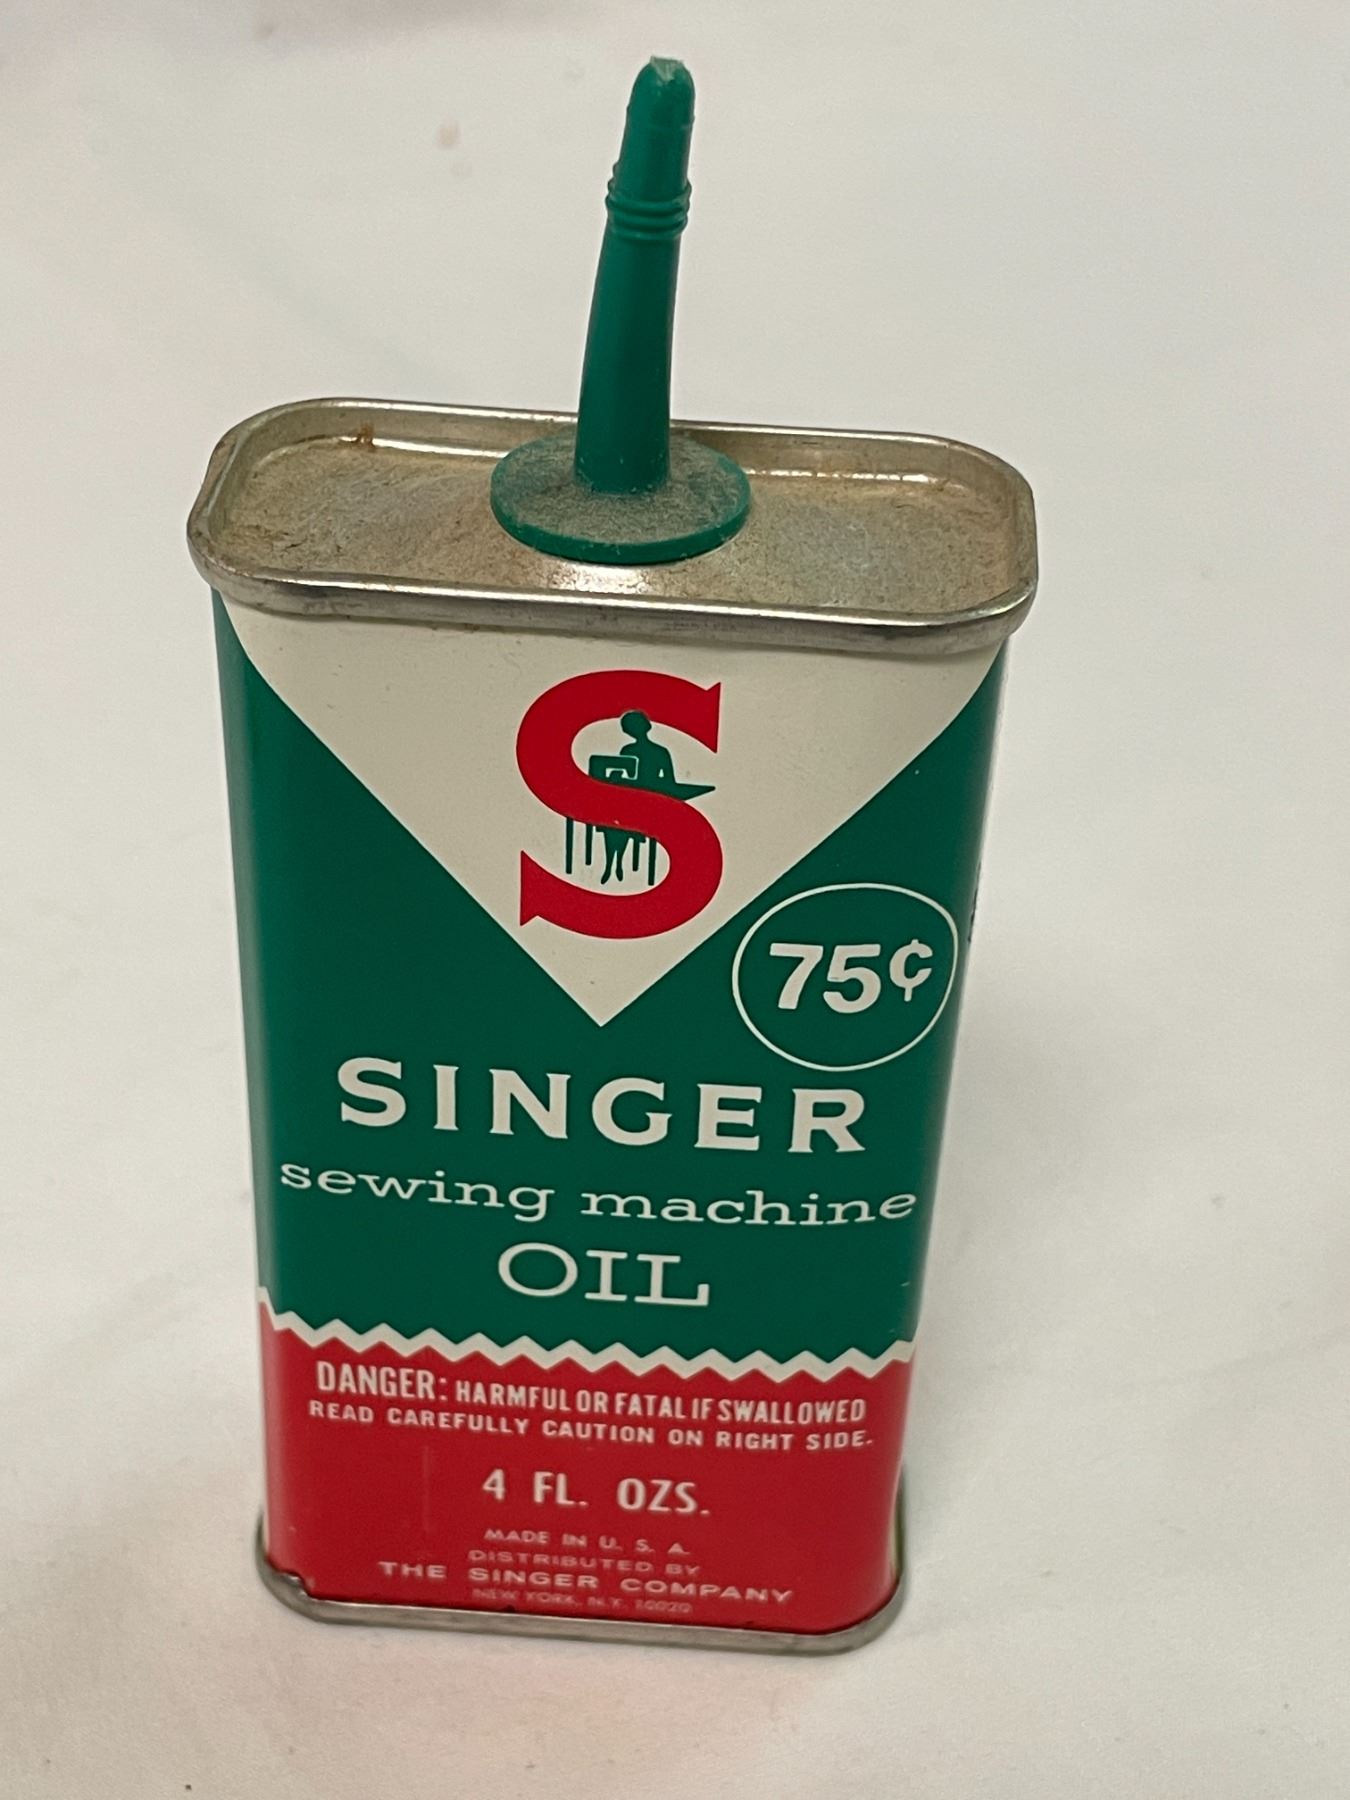 S
75¢
SINGER
sewing machine
OIL
DANGER: HARMFUL OR FATAL IF SWALLOWED
READ CAREFULLY CAUTION ON RIGHT SIDE.
4 FL. OZS.
MADE IN U. S. A.
DISTRIBUTED BY
THE SINGER COMPANY
NEW YORK, N.Y. 10020